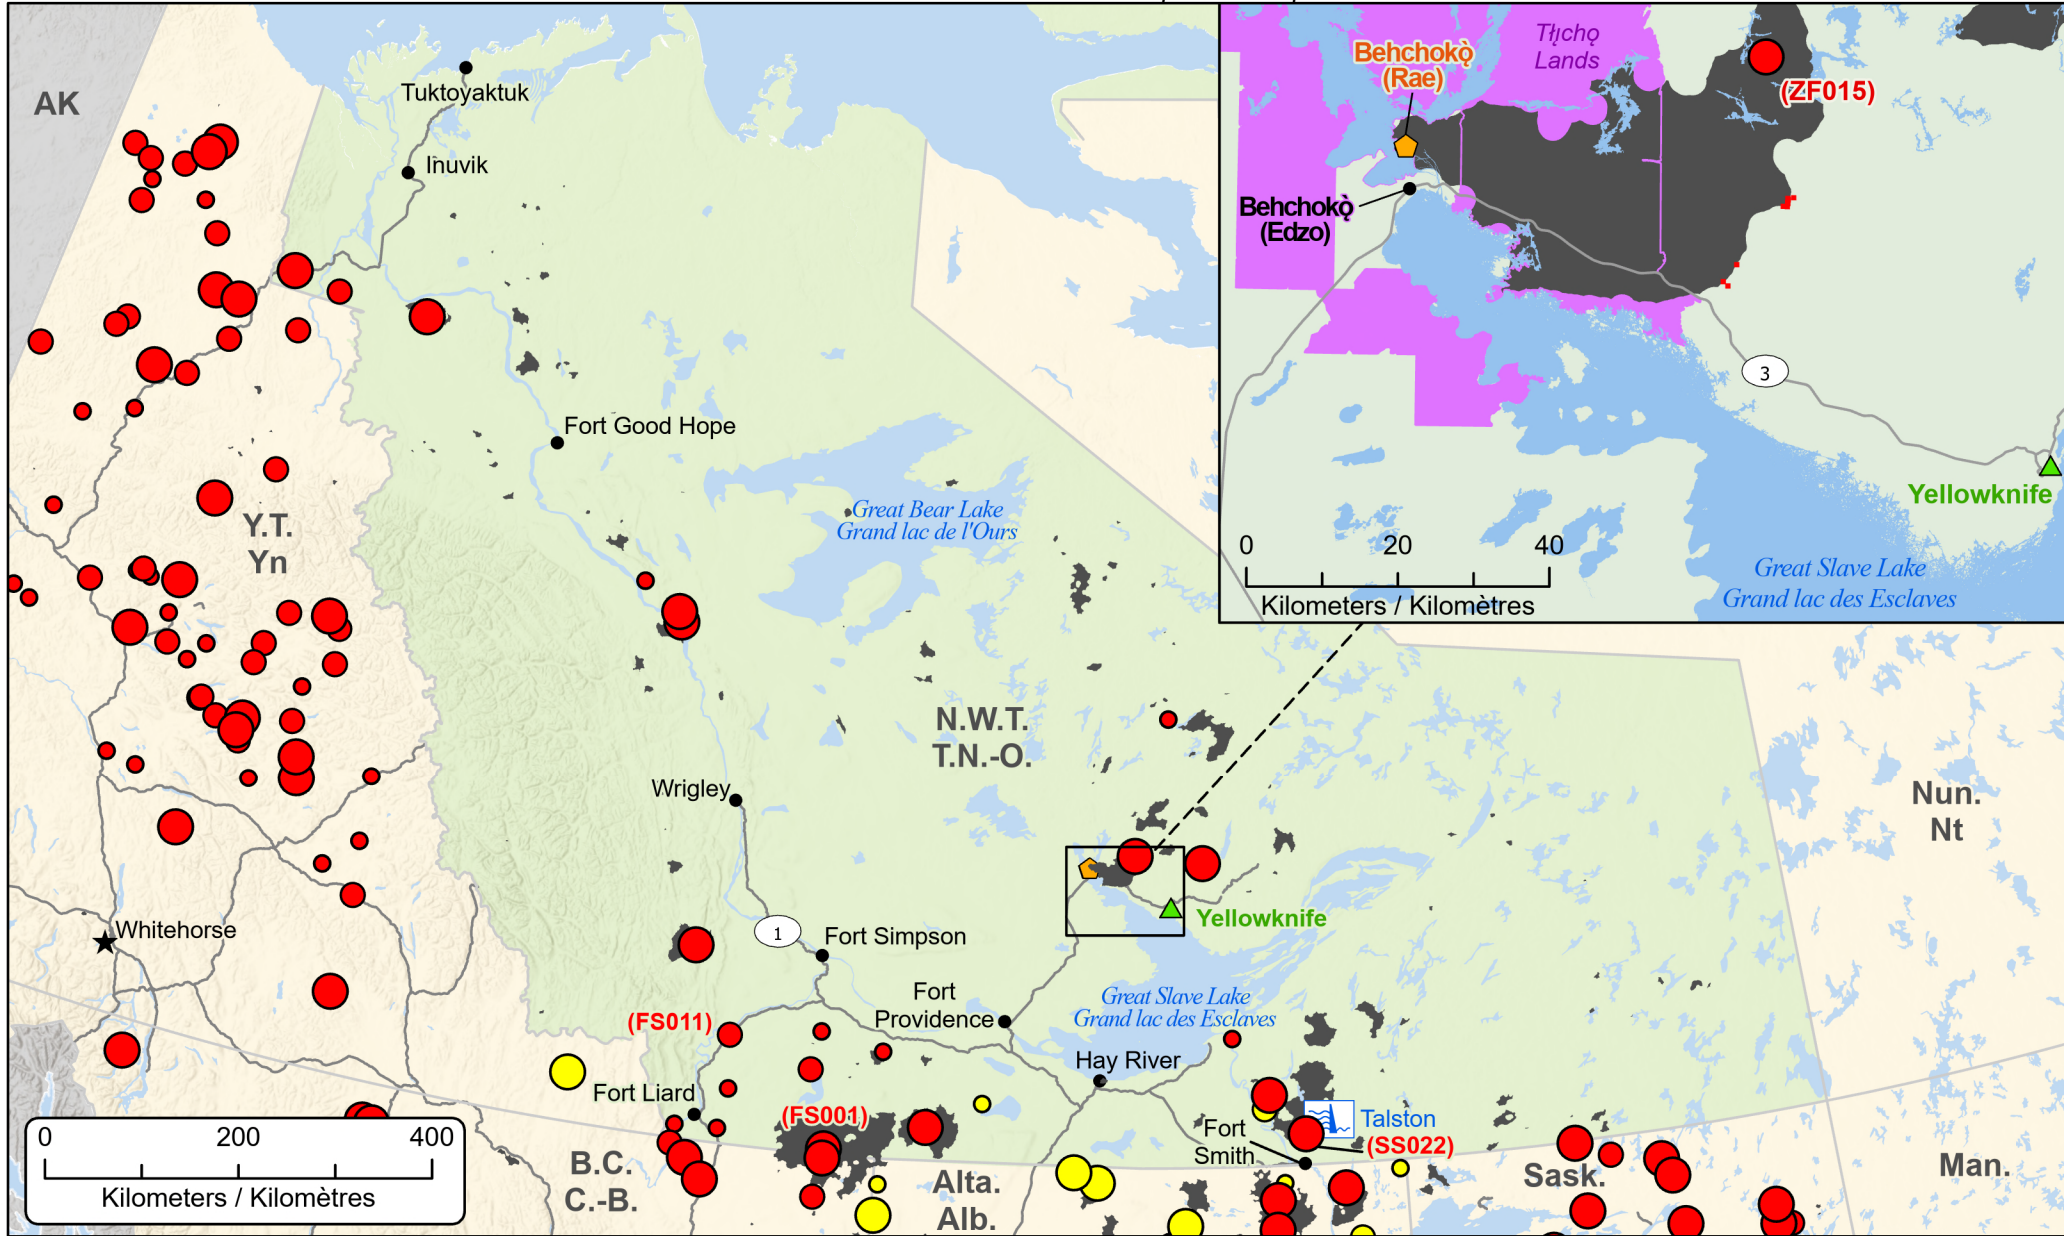 AK
Tuktoyaktuk
Inuvik
Fort Good Hope
Great Bear Lake
Grand lac de l'Ours
Y.T.
Yn
N.W.T.
T.N.-O.
Wrigley
Whitehorse
1
Fort Simpson
Fort
Providence
Yellowknife
Great Slave Lake
Grand lac des Esclaves
Hay River
(FS011)
Fort Liard
(FS001)
Fort
Smith
Talston
(SS022)
B.C.
C.-B.
Alta.
Alb.
Sask.
Man.
Nun.
Nt
0 200 400
Kilometers / Kilomètres
Tłı̨chǫ
Lands
Behchokǫ̀
(Rae)
(ZF015)
Behchokǫ̀
(Edzo)
3
Yellowknife
0 20 40
Kilometers / Kilomètres
Great Slave Lake
Grand lac des Esclaves